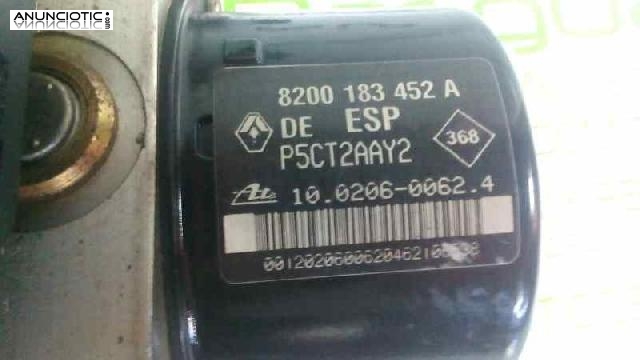 ANUNCIOTIC
8200 183 452 A
DE ESP
368
P5CT2AAY2
10.0206-0062.4